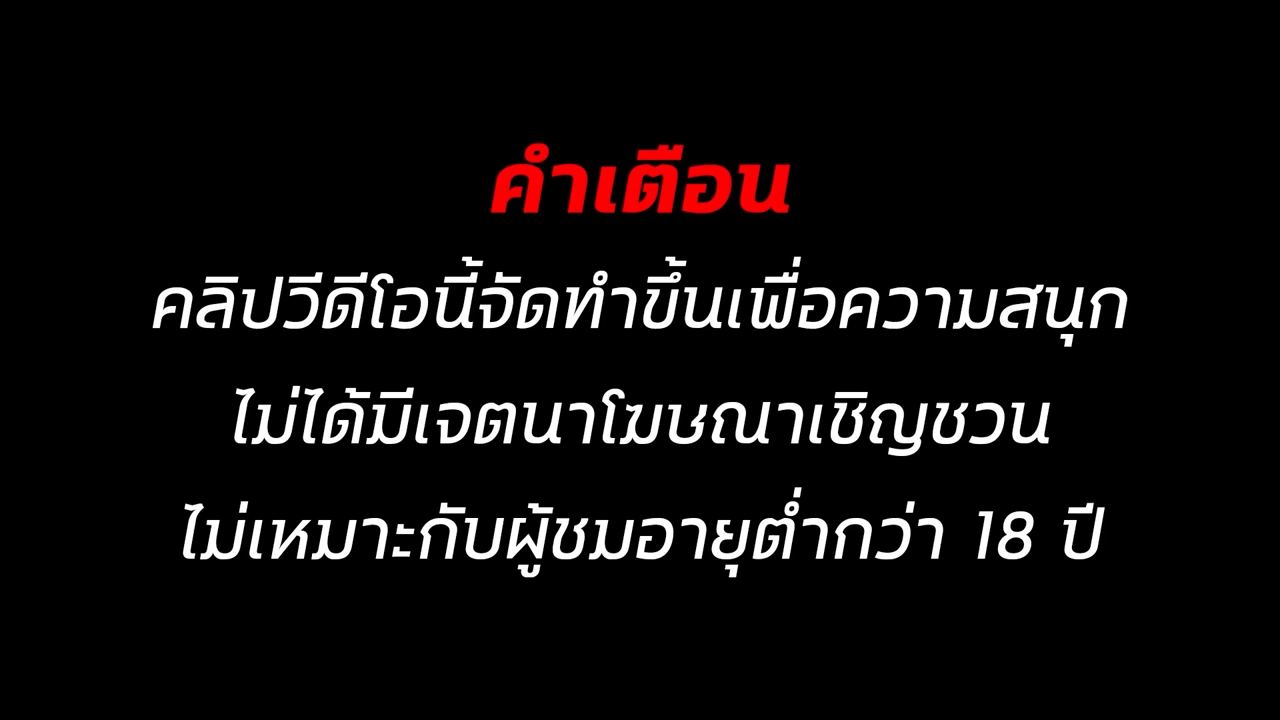 คำเตือน
คลิปวีดีโอนี้จัดทำขึ้นเพื่อความสนุก
ไม่ได้มีเจตนาโฆษณาเชิญชวน
ไม่เหมาะกับผู้ชมอายุต่ำกว่า 18 ปี